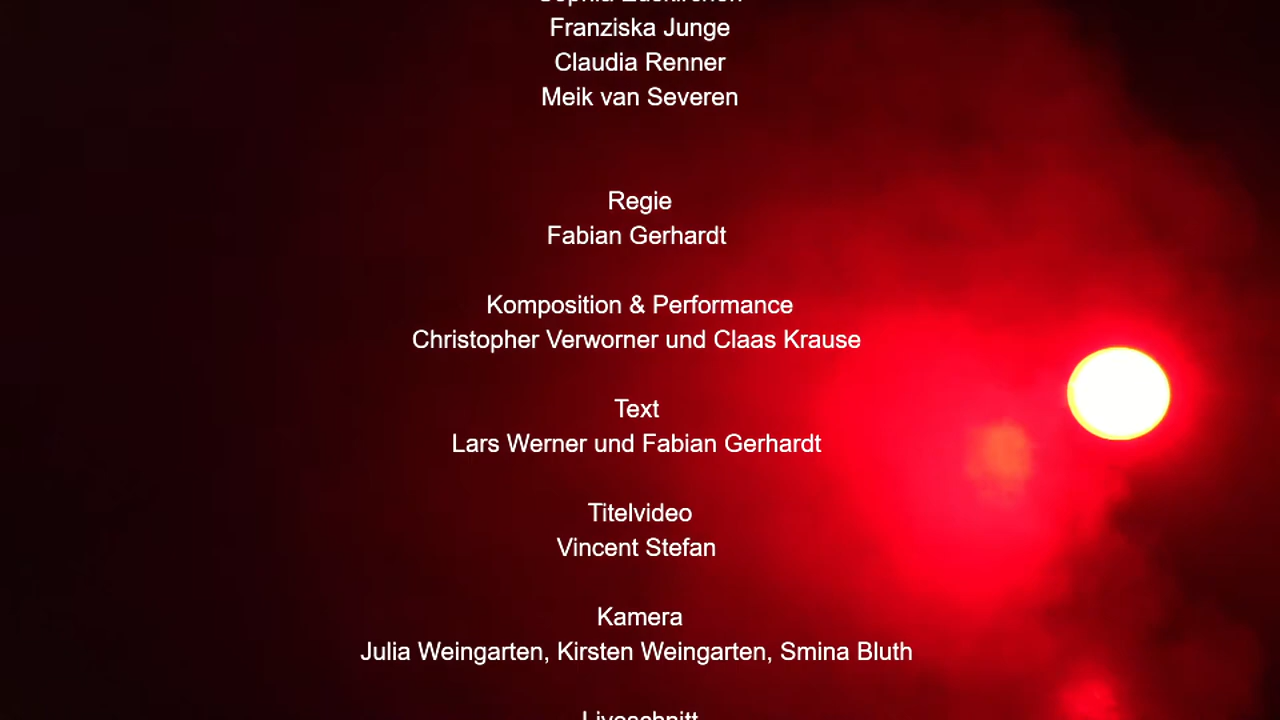 Franziska Junge
Claudia Renner
Meik van Severen
Regie
Fabian Gerhardt
Komposition & Performance
Christopher Verworner und Claas Krause
Text
Lars Werner und Fabian Gerhardt
Titelvideo
Vincent Stefan
Kamera
Julia Weingarten, Kirsten Weingarten, Smina Bluth
Liveschnitt